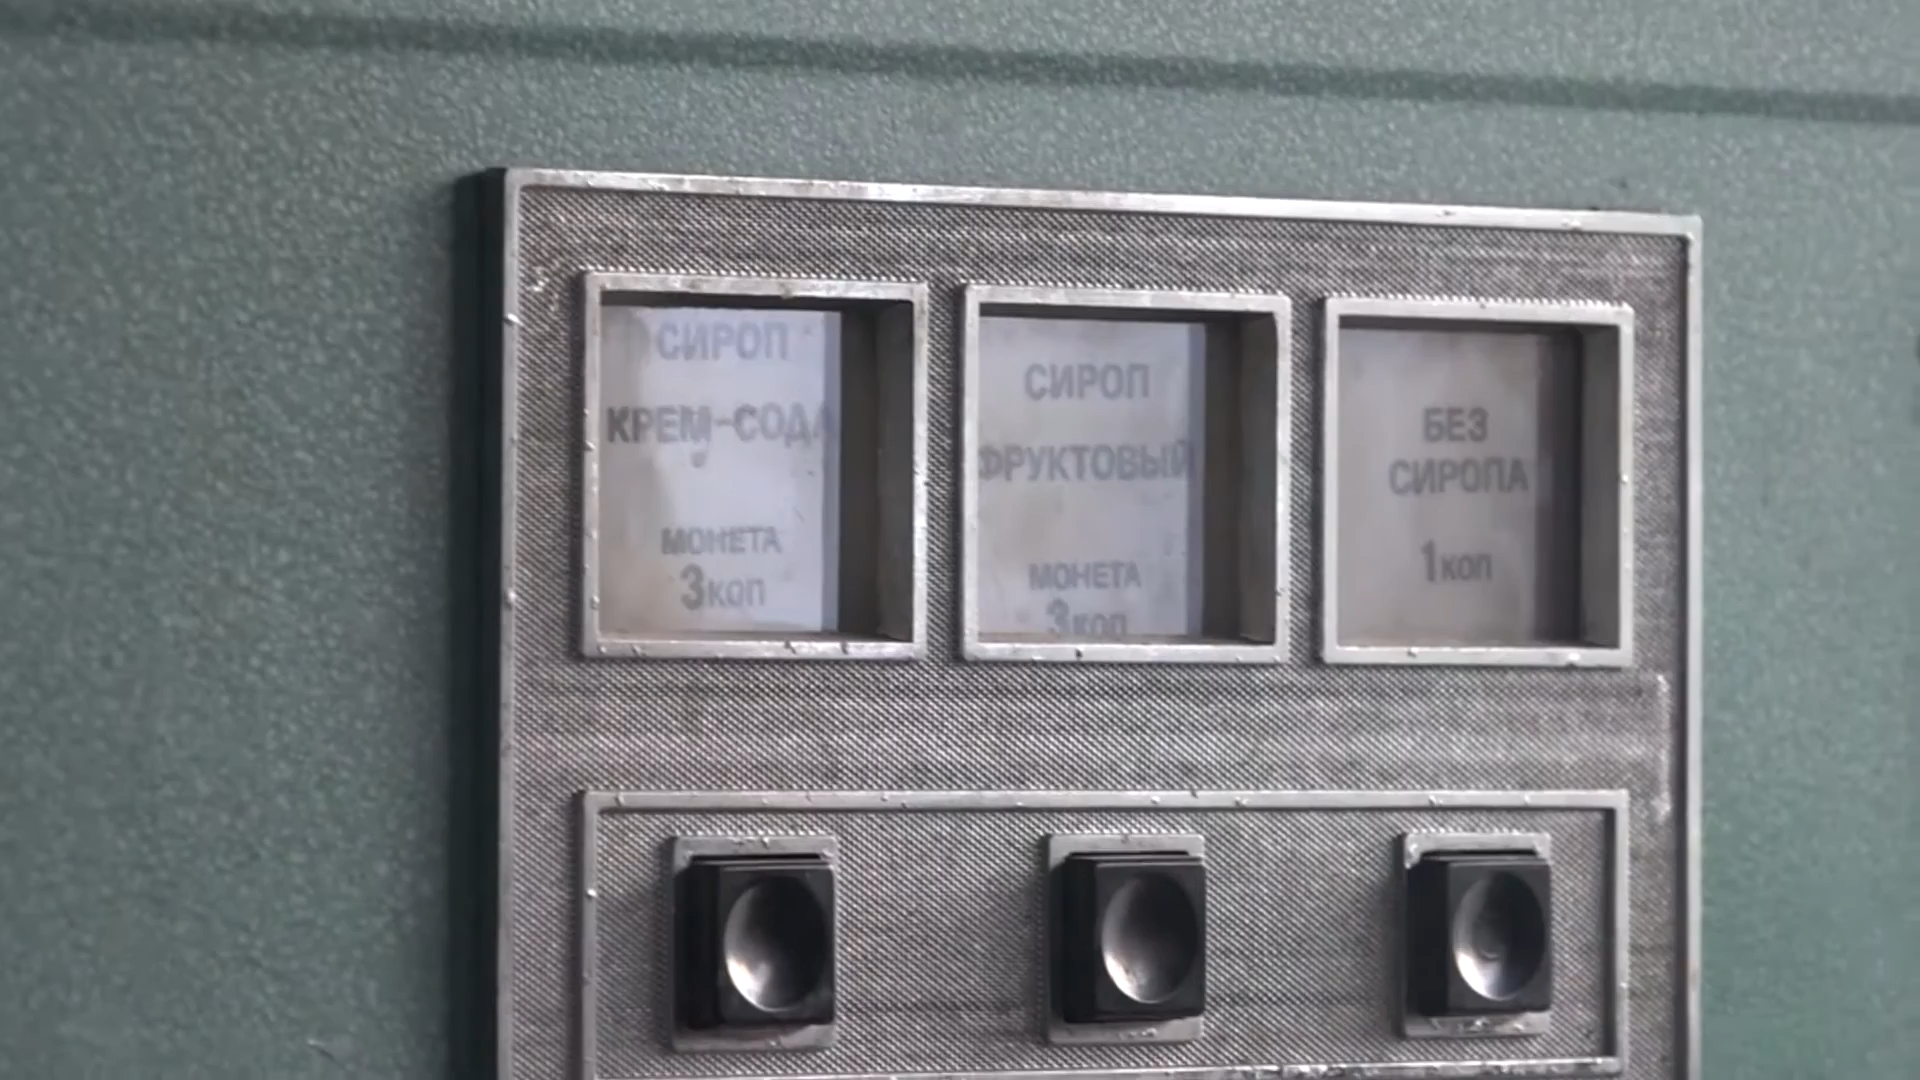 СИРОП
КРЕМ-СОДА
МОНЕТА
3коп
СИРОП
ФРУКТОВЫЙ
МОНЕТА
3коп
БЕЗ
СИРОПА
1коп